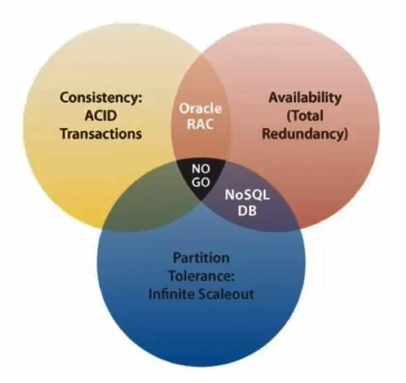 Consistency:
ACID
Transactions
Oracle
RAC
Availability
(Total
Redundancy)
NO
GO
NoSQL
DB
Partition
Tolerance:
Infinite Scaleout